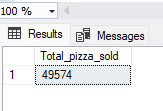 100 %
Results Messages
Total_pizza_sold
1 49574